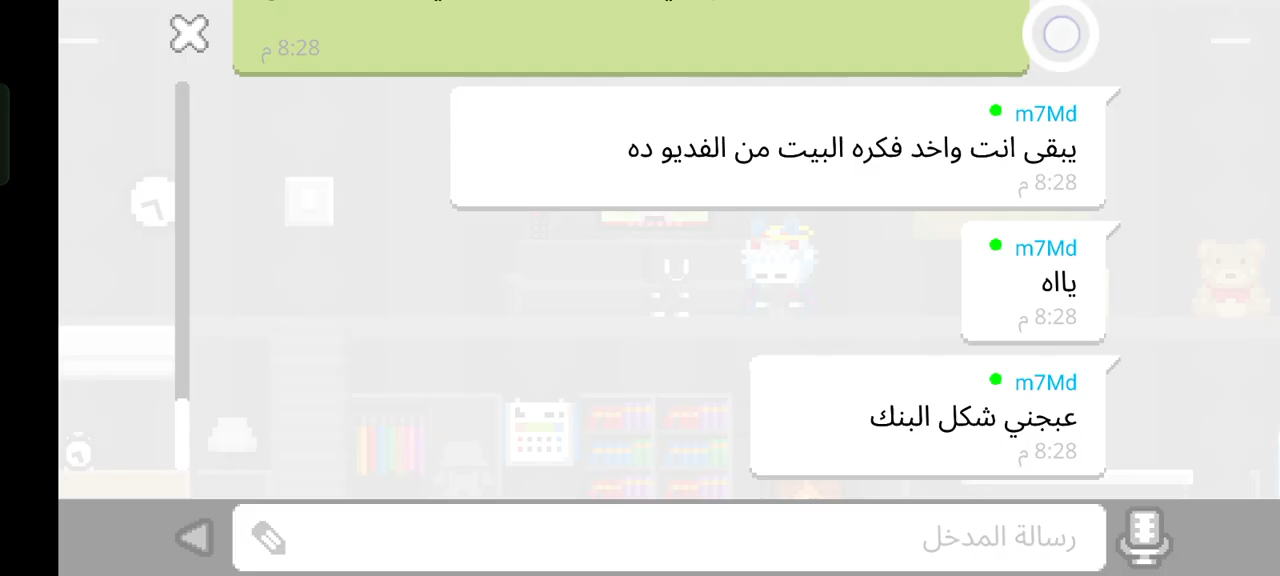 8:28 م
m7Md
يبقى انت واخد فكره البيت من الفديو ده
8:28 م
m7Md
يااه
8:28 م
m7Md
عبجني شكل البنك
8:28 م
رسالة المدخل